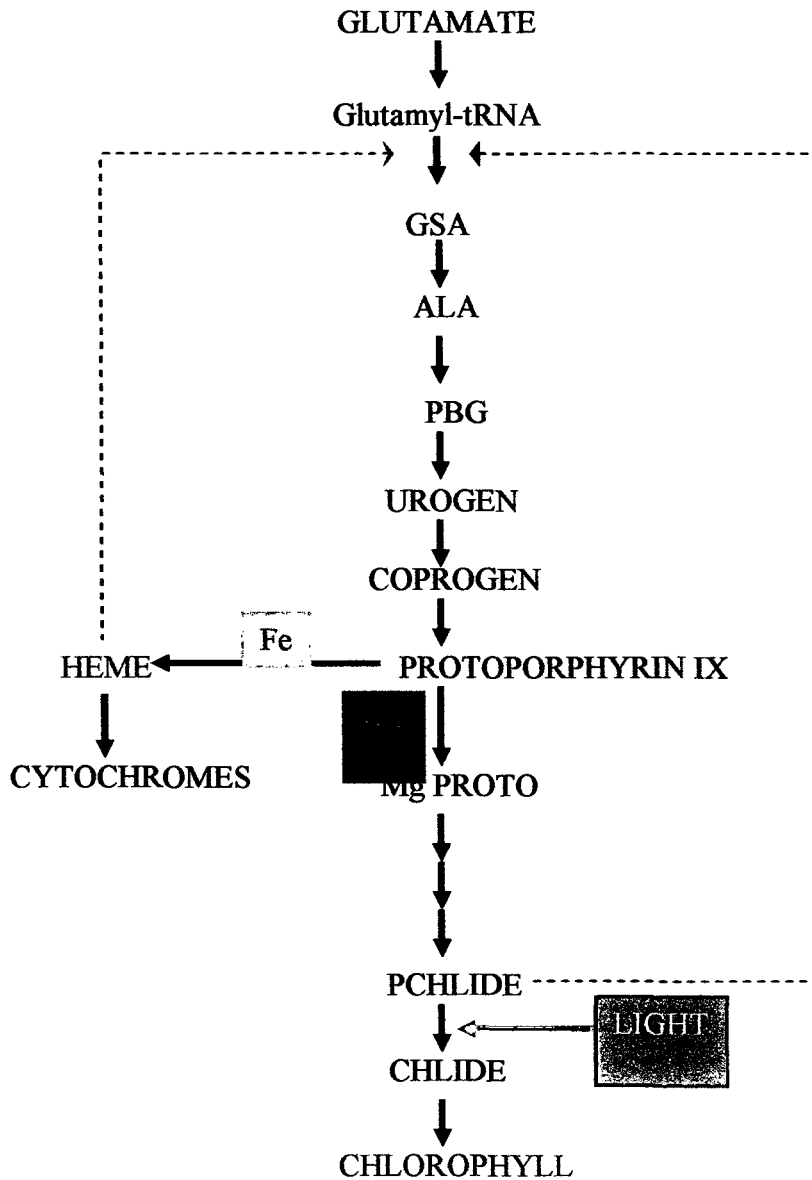 GLUTAMATE
Glutamyl-tRNA
GSA
ALA
PBG
UROGEN
COPROGEN
Fe
HEME
PROTOPORPHYRIN IX
CYTOCHROMES
Mg PROTO
PCHLIDE
LIGHT
CHLIDE
CHLOROPHYLL